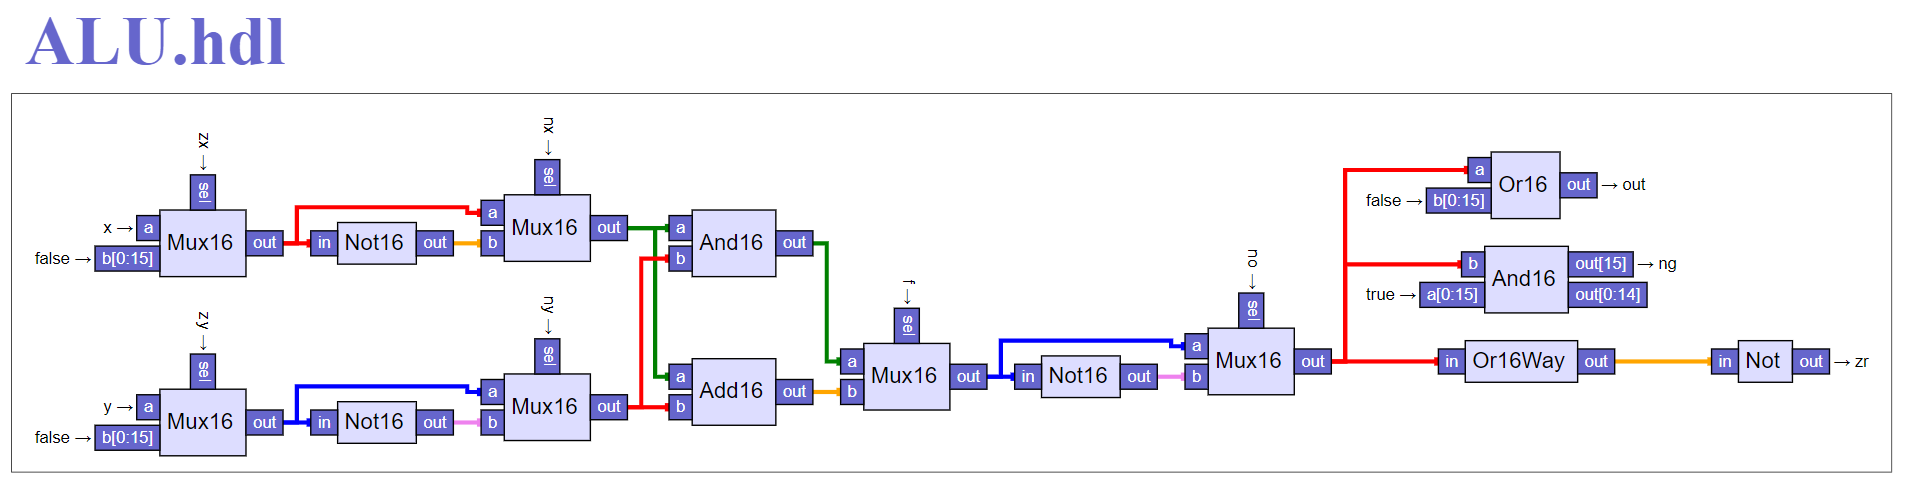 ALU.hdl
zx →
sel
x → a
Mux16
false → b[0:15]
out
in Not16 out
nx →
sel
a
Mux16
b
out
a
And16
b
out
zy →
sel
y → a
Mux16
false → b[0:15]
out
in Not16 out
ny →
sel
a
Mux16
b
out
a
Add16
b
out
f →
sel
a
Mux16
b
out
in Not16 out
no →
sel
a
Mux16
b
out
a
Or16
false → b[0:15]
out → out
b
And16
true → a[0:15]
out[15] → ng
out[0:14]
in Or16Way out
in Not out → zr